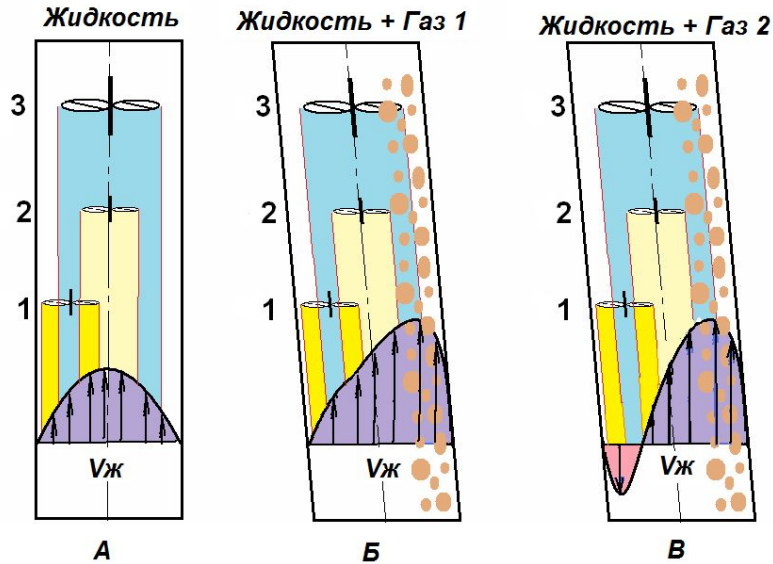 Жидкость
Жидкость + Газ 1
Жидкость + Газ 2
3
2
1
Vж
3
2
1
Vж
3
2
1
Vж
А
Б
В